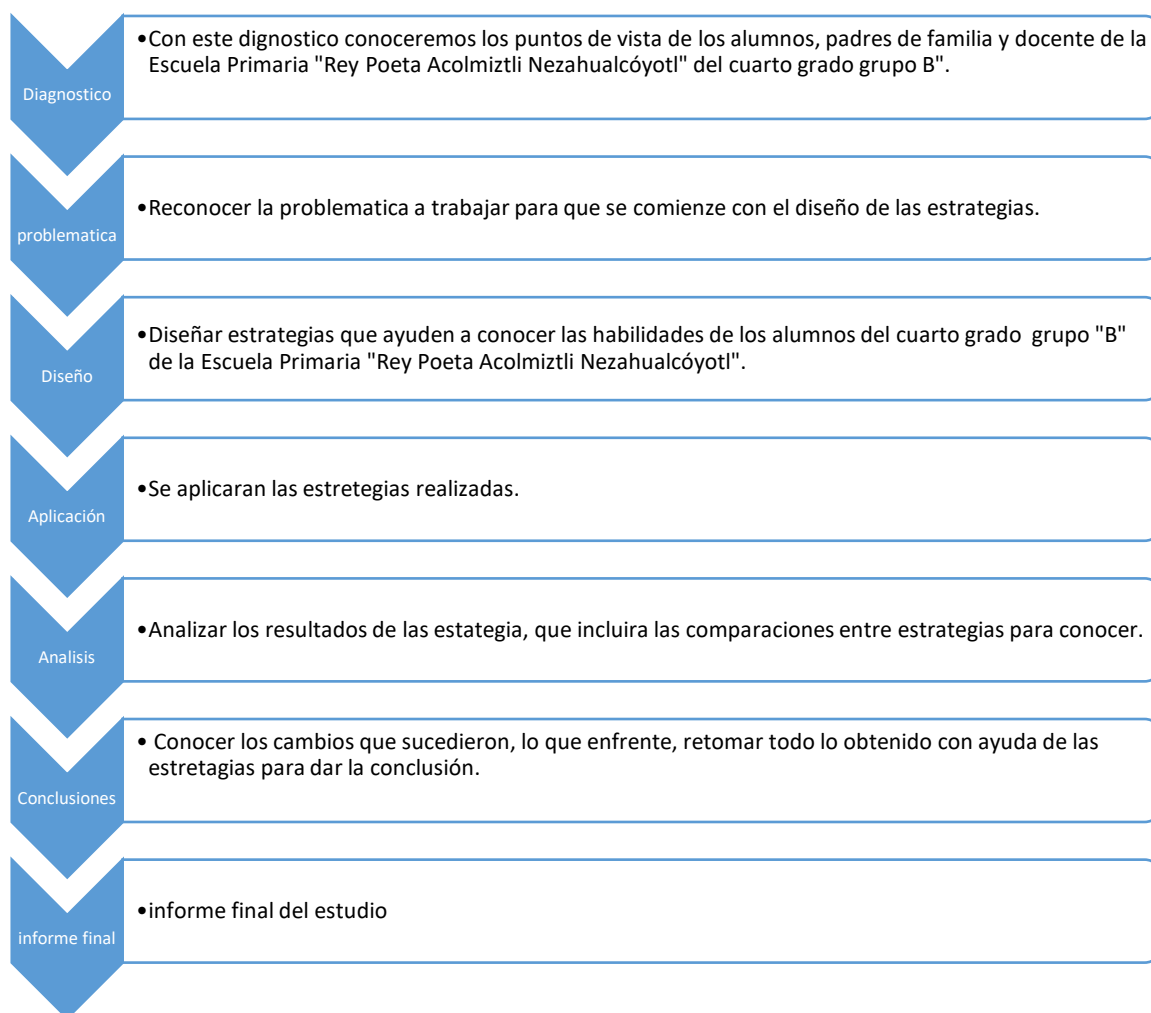 Diagnostico
•Con este dignostico conoceremos los puntos de vista de los alumnos, padres de familia y docente de la
Escuela Primaria "Rey Poeta Acolmiztli Nezahualcóyotl" del cuarto grado grupo B".
problematica
•Reconocer la problematica a trabajar para que se comienze con el diseño de las estrategias.
Diseño
•Diseñar estrategias que ayuden a conocer las habilidades de los alumnos del cuarto grado  grupo "B"
de la Escuela Primaria "Rey Poeta Acolmiztli Nezahualcóyotl".
Aplicación
•Se aplicaran las estretegias realizadas.
Analisis
•Analizar los resultados de las estategia, que incluira las comparaciones entre estrategias para conocer.
Conclusiones
• Conocer los cambios que sucedieron, lo que enfrente, retomar todo lo obtenido con ayuda de las
estretagias para dar la conclusión.
informe final
•informe final del estudio